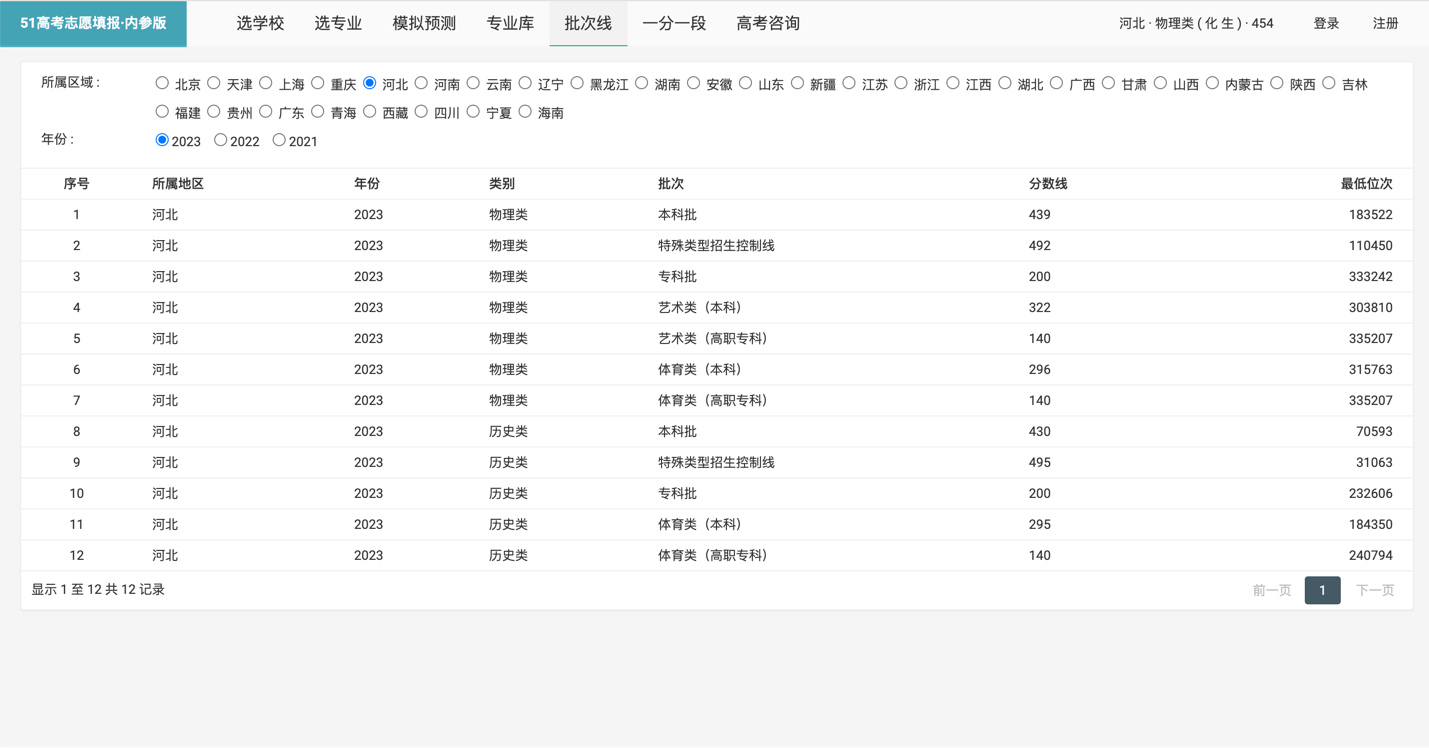 51高考志愿填报·内参版 选学校 选专业 模拟预测 专业库 批次线 一分一段 高考咨询 河北 · 物理类 ( 化 生 ) · 454 登录 注册
所属区域 : 北京 天津 上海 重庆 河北 河南 云南 辽宁 黑龙江 湖南 安徽 山东 新疆 江苏 浙江 江西 湖北 广西 甘肃 山西 内蒙古 陕西 吉林
福建 贵州 广东 青海 西藏 四川 宁夏 海南
年份 : 2023 2022 2021
序号 所属地区 年份 类别 批次 分数线 最低位次
1 河北 2023 物理类 本科批 439 183522
2 河北 2023 物理类 特殊类型招生控制线 492 110450
3 河北 2023 物理类 专科批 200 333242
4 河北 2023 物理类 艺术类（本科） 322 303810
5 河北 2023 物理类 艺术类（高职专科） 140 335207
6 河北 2023 物理类 体育类（本科） 296 315763
7 河北 2023 物理类 体育类（高职专科） 140 335207
8 河北 2023 历史类 本科批 430 70593
9 河北 2023 历史类 特殊类型招生控制线 495 31063
10 河北 2023 历史类 专科批 200 232606
11 河北 2023 历史类 体育类（本科） 295 184350
12 河北 2023 历史类 体育类（高职专科） 140 240794
显示 1 至 12 共 12 记录 前一页 1 下一页